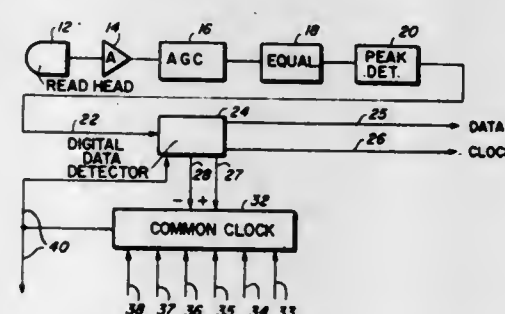 12
14
16
18
20
A
AGC
EQUAL
PEAK
DET.
READ HEAD
22
24
25
DATA
26
CLOCK
DIGITAL
DATA
DETECTOR
28
27
- +
32
COMMON CLOCK
40
38 37 36 35 34 33